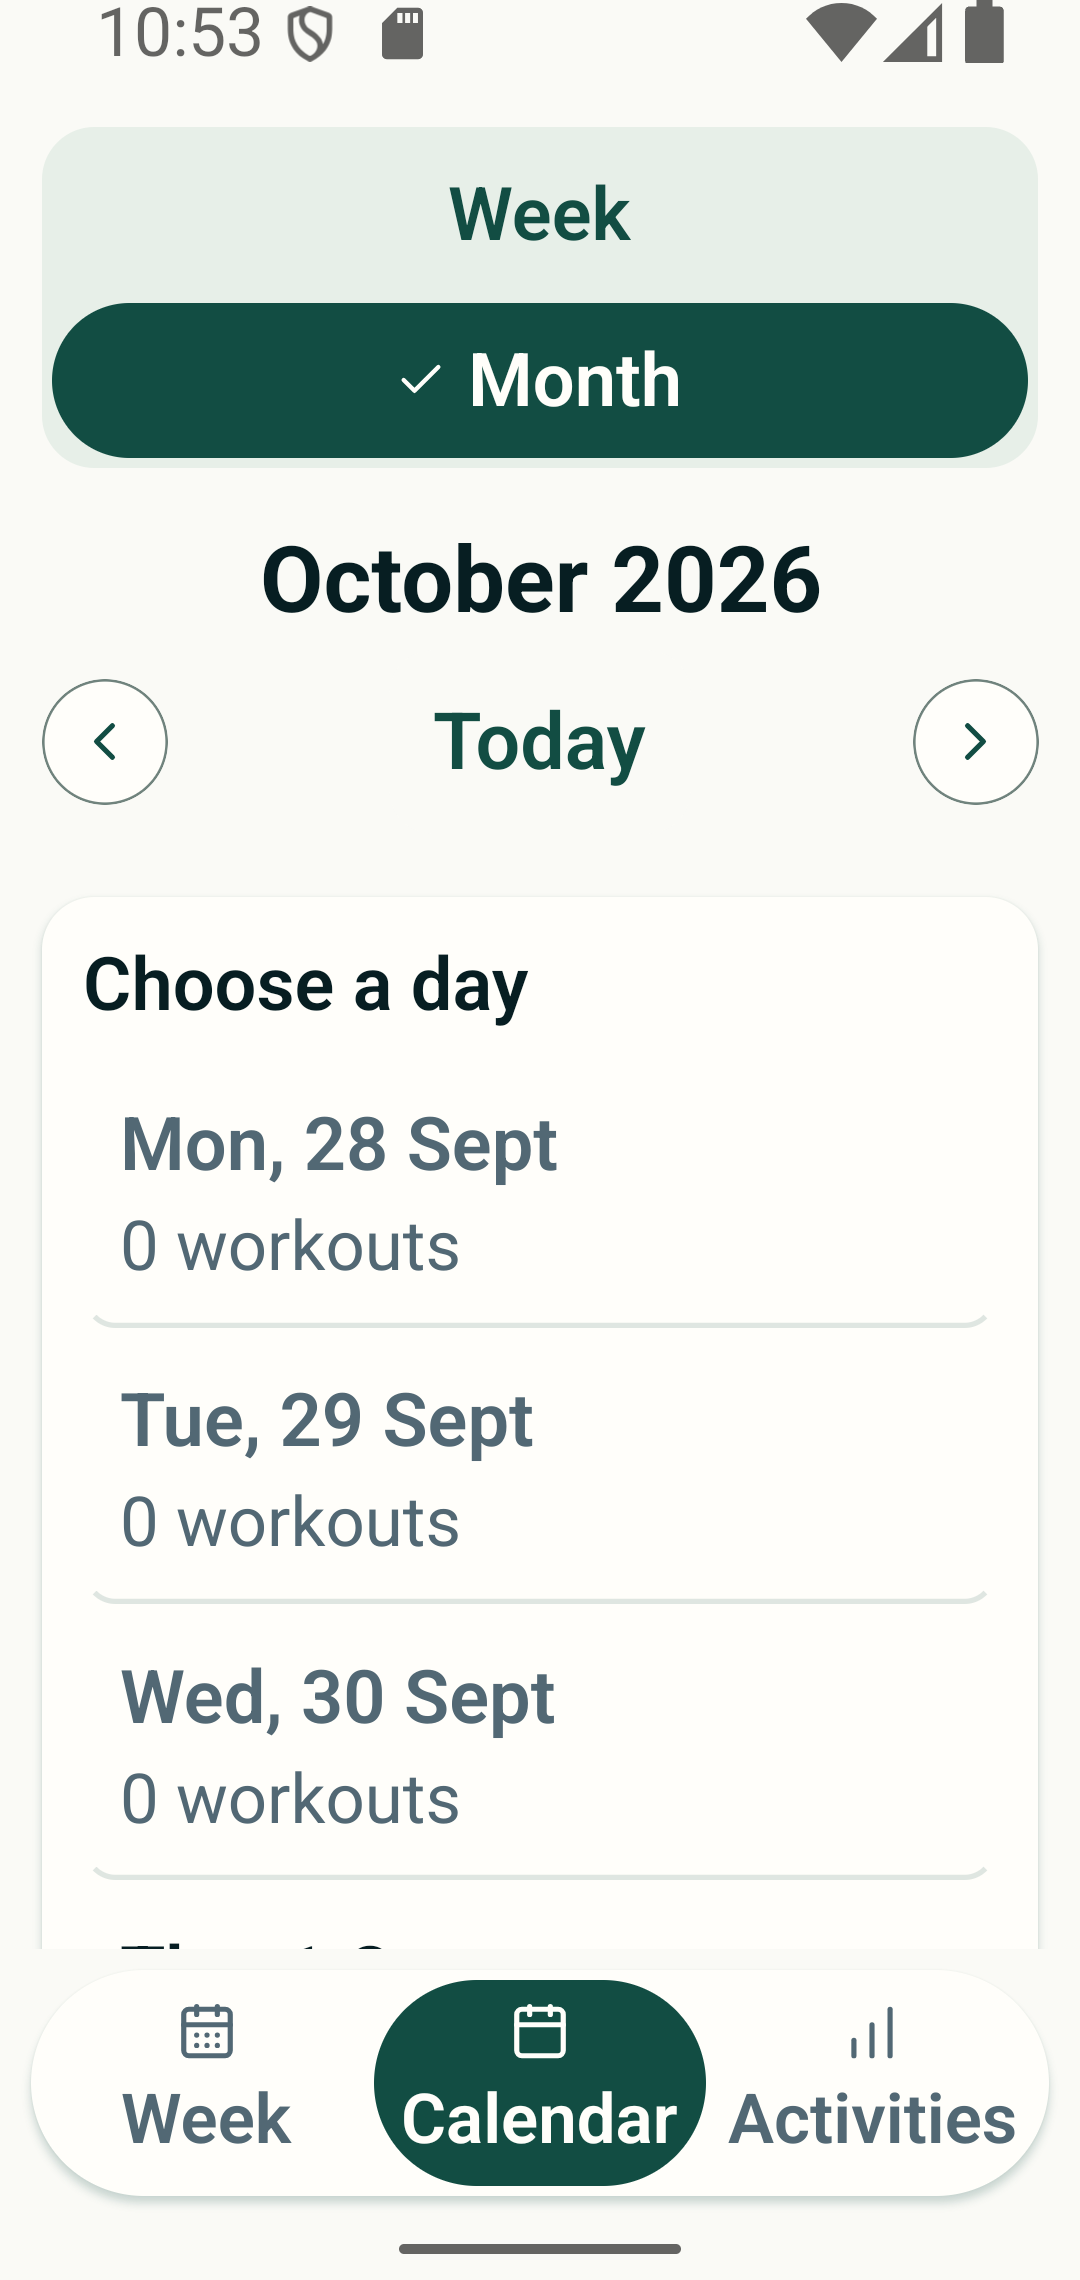 10:53
Week
Month
October 2026
Today
Choose a day
Mon, 28 Sept
0 workouts
Tue, 29 Sept
0 workouts
Wed, 30 Sept
0 workouts
Week
Calendar
Activities